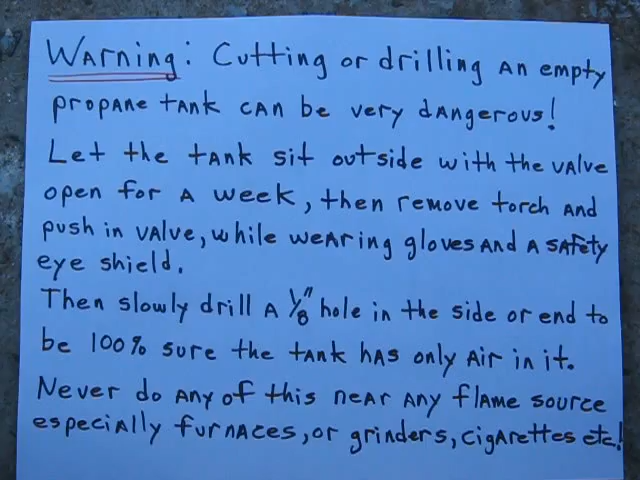 Warning: Cutting or drilling an empty
propane tank can be very dangerous!
Let the tank sit outside with the valve
open for a week, then remove torch and
push in valve, while wearing gloves and a safety
eye shield.
Then slowly drill a 1/8" hole in the side or end to
be 100% sure the tank has only air in it.
Never do any of this near any flame source
especially furnaces, or grinders, cigarettes etc!